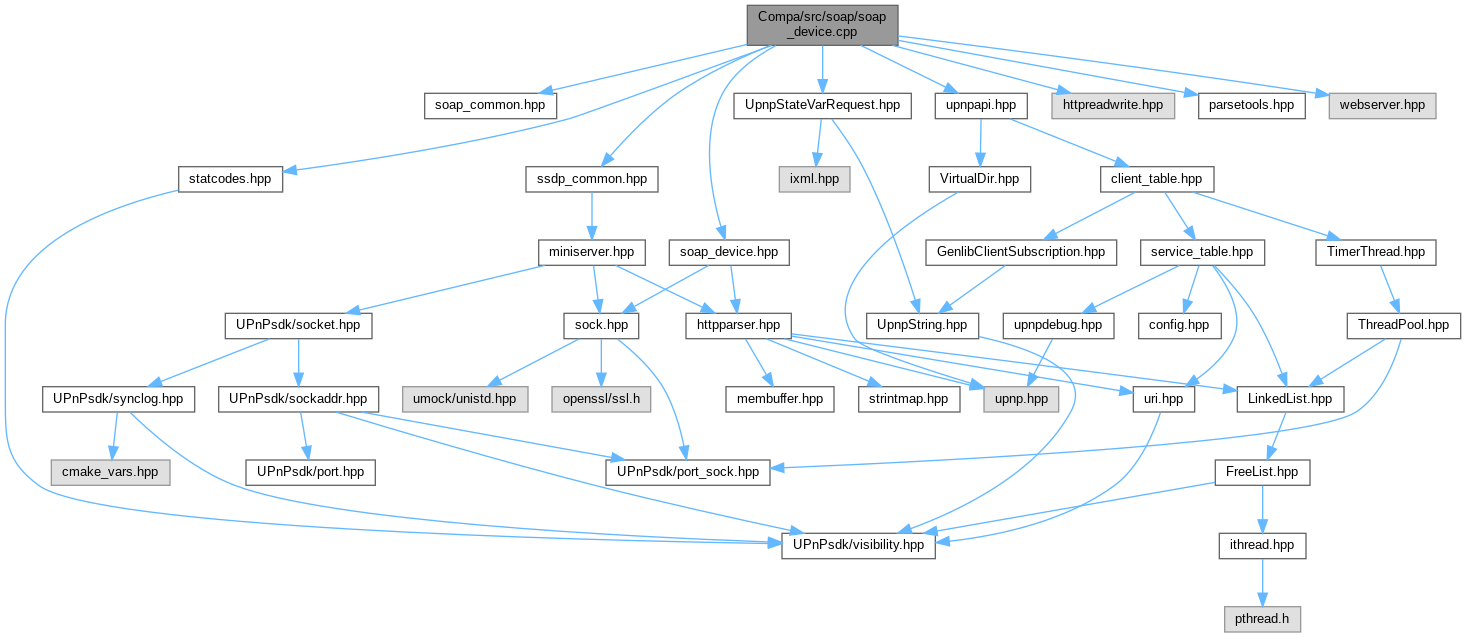 Compa/src/soap/soap
_device.cpp
soap_common.hpp
UpnpStateVarRequest.hpp
upnpapi.hpp
httpreadwrite.hpp
parsetools.hpp
webserver.hpp
statcodes.hpp
ssdp_common.hpp
ixml.hpp
VirtualDir.hpp
client_table.hpp
miniserver.hpp
soap_device.hpp
GenlibClientSubscription.hpp
service_table.hpp
TimerThread.hpp
UPnPsdk/socket.hpp
sock.hpp
httpparser.hpp
UpnpString.hpp
upnpdebug.hpp
config.hpp
ThreadPool.hpp
UPnPsdk/synclog.hpp
UPnPsdk/sockaddr.hpp
umock/unistd.hpp
openssl/ssl.h
membuffer.hpp
strintmap.hpp
upnp.hpp
uri.hpp
LinkedList.hpp
cmake_vars.hpp
UPnPsdk/port.hpp
UPnPsdk/port_sock.hpp
FreeList.hpp
UPnPsdk/visibility.hpp
ithread.hpp
pthread.h